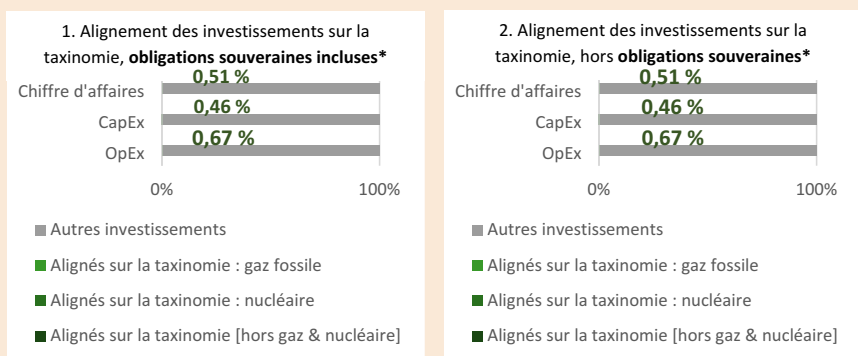 1. Alignement des investissements sur la
taxinomie, obligations souveraines incluses*
0,51 %
Chiffre d'affaires
0,46 %
CapEx
0,67 %
OpEx
0%
100%
Autres investissements
Alignés sur la taxinomie : gaz fossile
Alignés sur la taxinomie : nucléaire
Alignés sur la taxinomie [hors gaz & nucléaire]
2. Alignement des investissements sur la
taxinomie, hors obligations souveraines*
0,51 %
Chiffre d'affaires
0,46 %
CapEx
0,67 %
OpEx
0%
100%
Autres investissements
Alignés sur la taxinomie : gaz fossile
Alignés sur la taxinomie : nucléaire
Alignés sur la taxinomie [hors gaz & nucléaire]